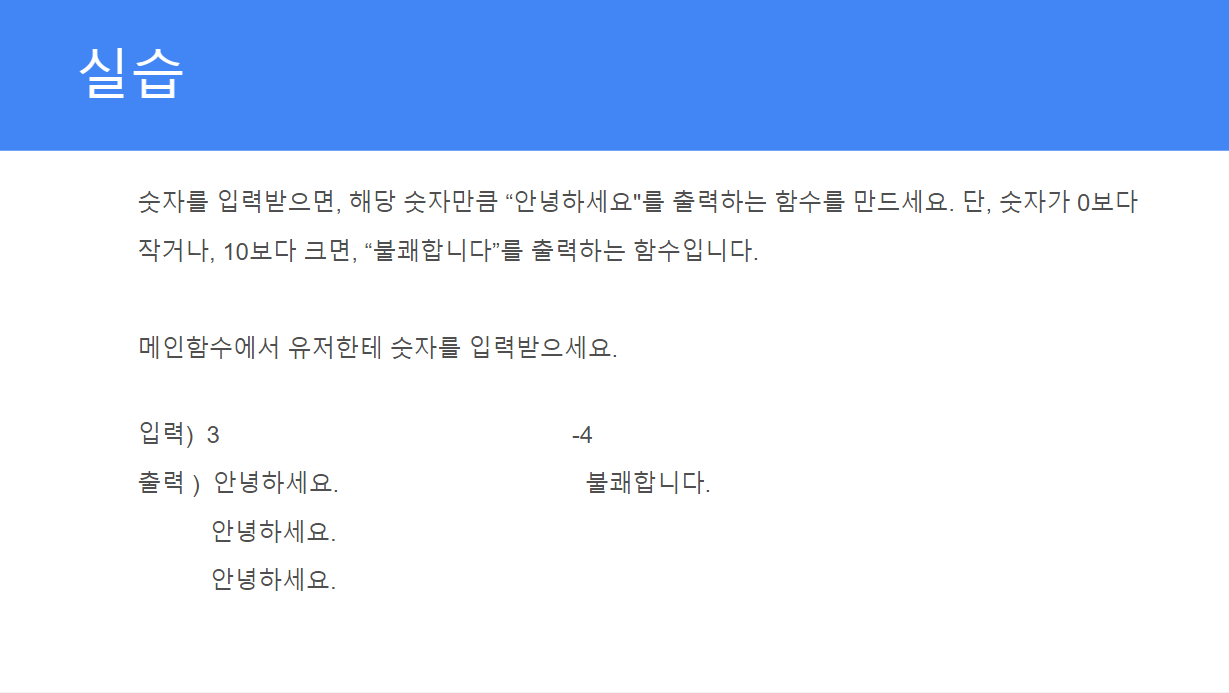 실습
숫자를 입력받으면, 해당 숫자만큼 “안녕하세요"를 출력하는 함수를 만드세요. 단, 숫자가 0보다
작거나, 10보다 크면, “불쾌합니다”를 출력하는 함수입니다.
메인함수에서 유저한테 숫자를 입력받으세요.
입력) 3 -4
출력 ) 안녕하세요. 불쾌합니다.
안녕하세요.
안녕하세요.